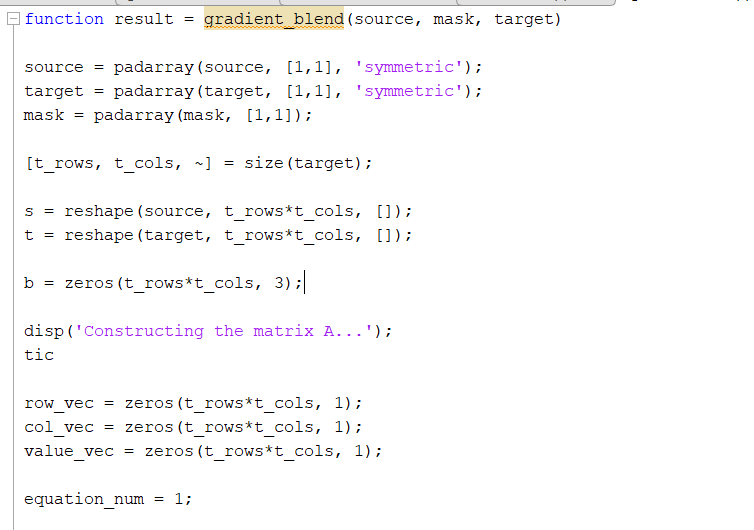 function result = gradient_blend(source, mask, target)
source = padarray(source, [1,1], 'symmetric');
target = padarray(target, [1,1], 'symmetric');
mask = padarray(mask, [1,1]);
[t_rows, t_cols, ~] = size(target);
s = reshape(source, t_rows*t_cols, []);
t = reshape(target, t_rows*t_cols, []);
b = zeros(t_rows*t_cols, 3);
disp('Constructing the matrix A...');
tic
row_vec = zeros(t_rows*t_cols, 1);
col_vec = zeros(t_rows*t_cols, 1);
value_vec = zeros(t_rows*t_cols, 1);
equation_num = 1;